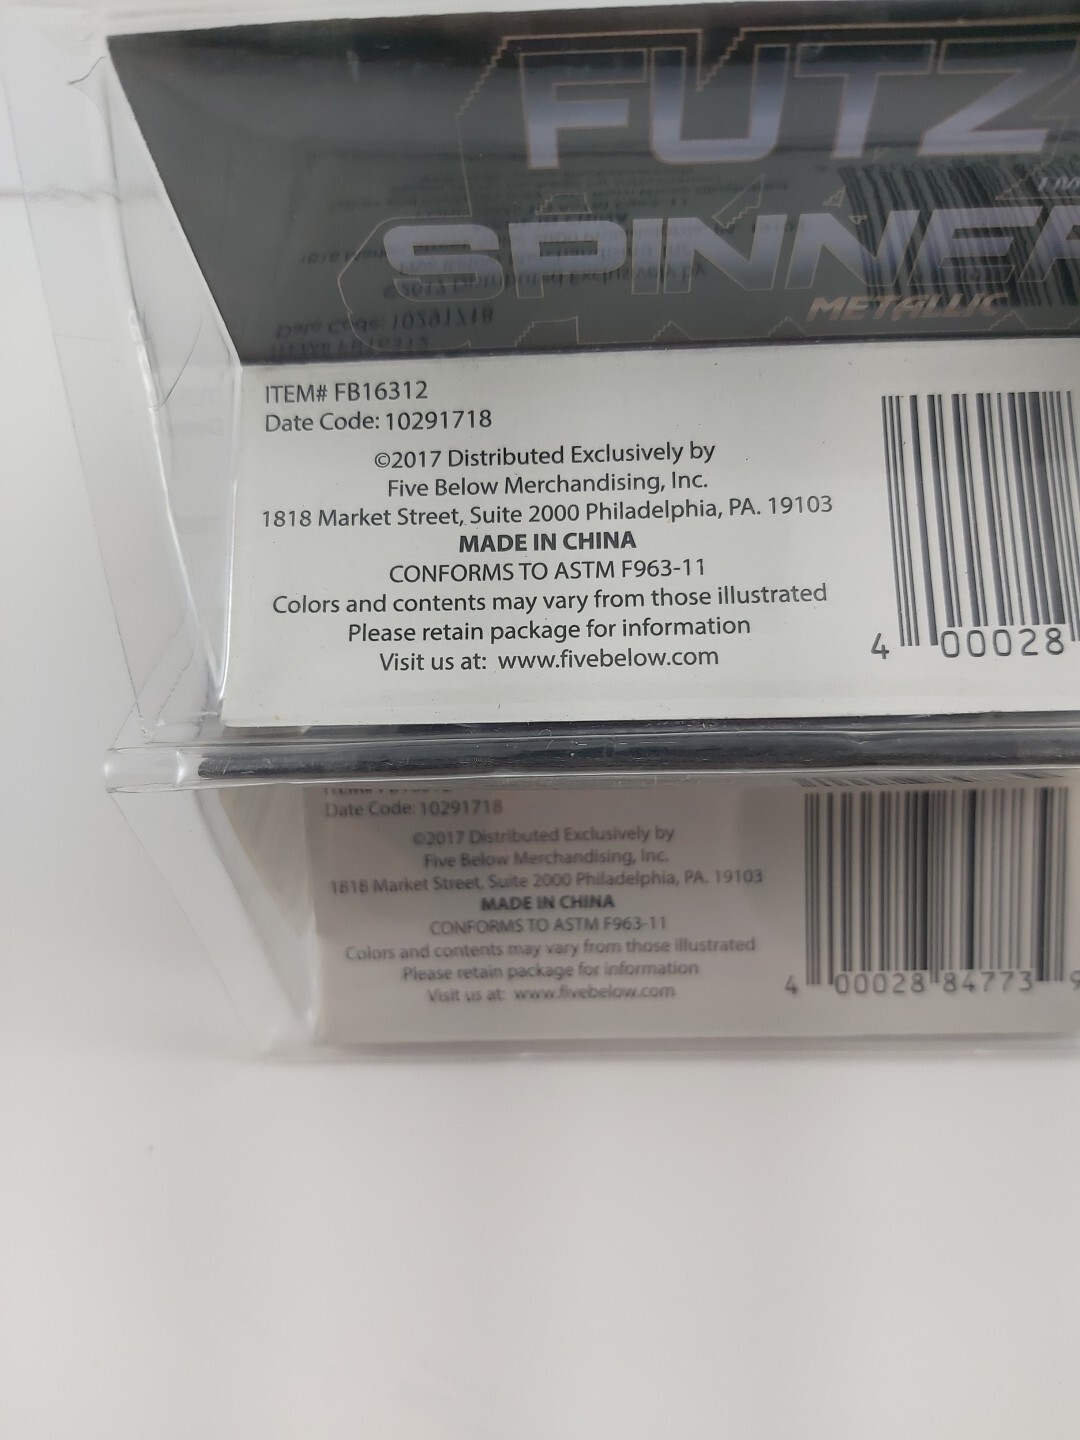 FUTZ
SPINNER
METALLIC
ITEM# FB16312
Date Code: 10291718
©2017 Distributed Exclusively by
Five Below Merchandising, Inc.
1818 Market Street, Suite 2000 Philadelphia, PA. 19103
MADE IN CHINA
CONFORMS TO ASTM F963-11
Colors and contents may vary from those illustrated
Please retain package for information
Visit us at: www.fivebelow.com
4 00028
Date Code: 10291718
©2017 Distributed Exclusively by
Five Below Merchandising, Inc.
1818 Market Street, Suite 2000 Philadelphia, PA. 19103
MADE IN CHINA
CONFORMS TO ASTM F963-11
Colors and contents may vary from those illustrated
Please retain package for information
Visit us at: www.fivebelow.com
4 00028 84773 9